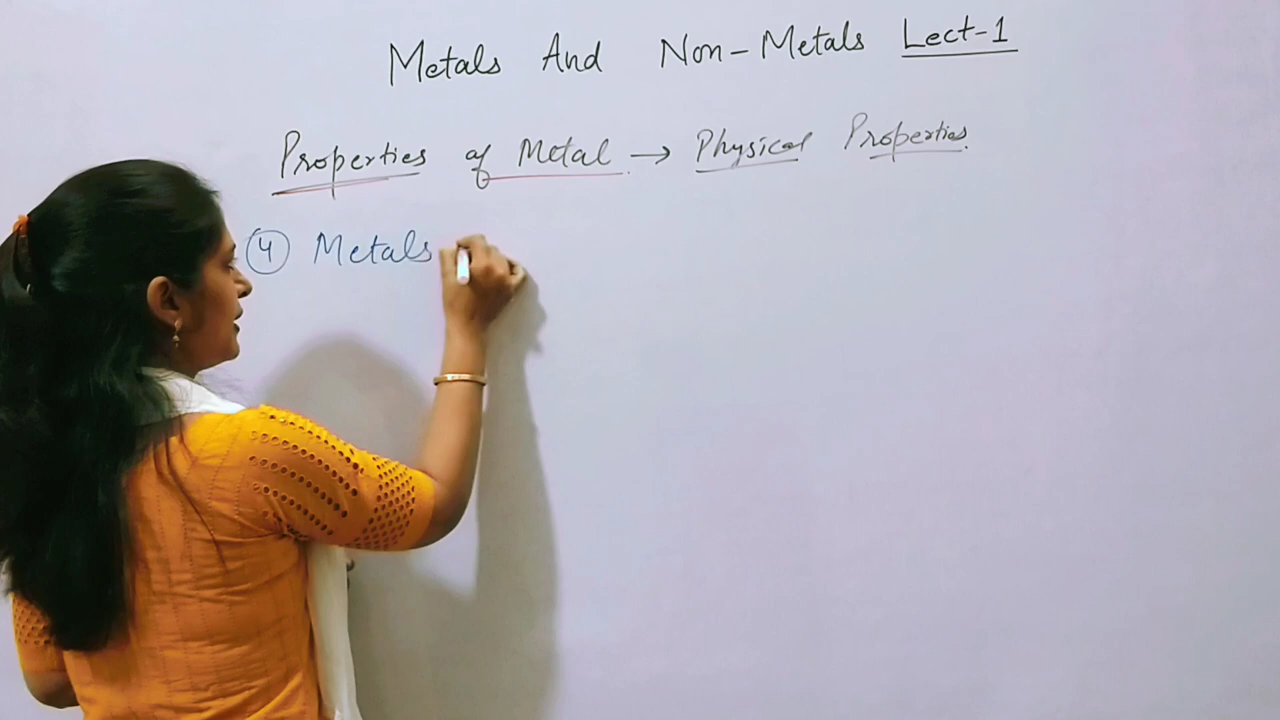 Metals And Non-Metals Lect-1
Properties of Metal → Physical Properties.
④ Metals